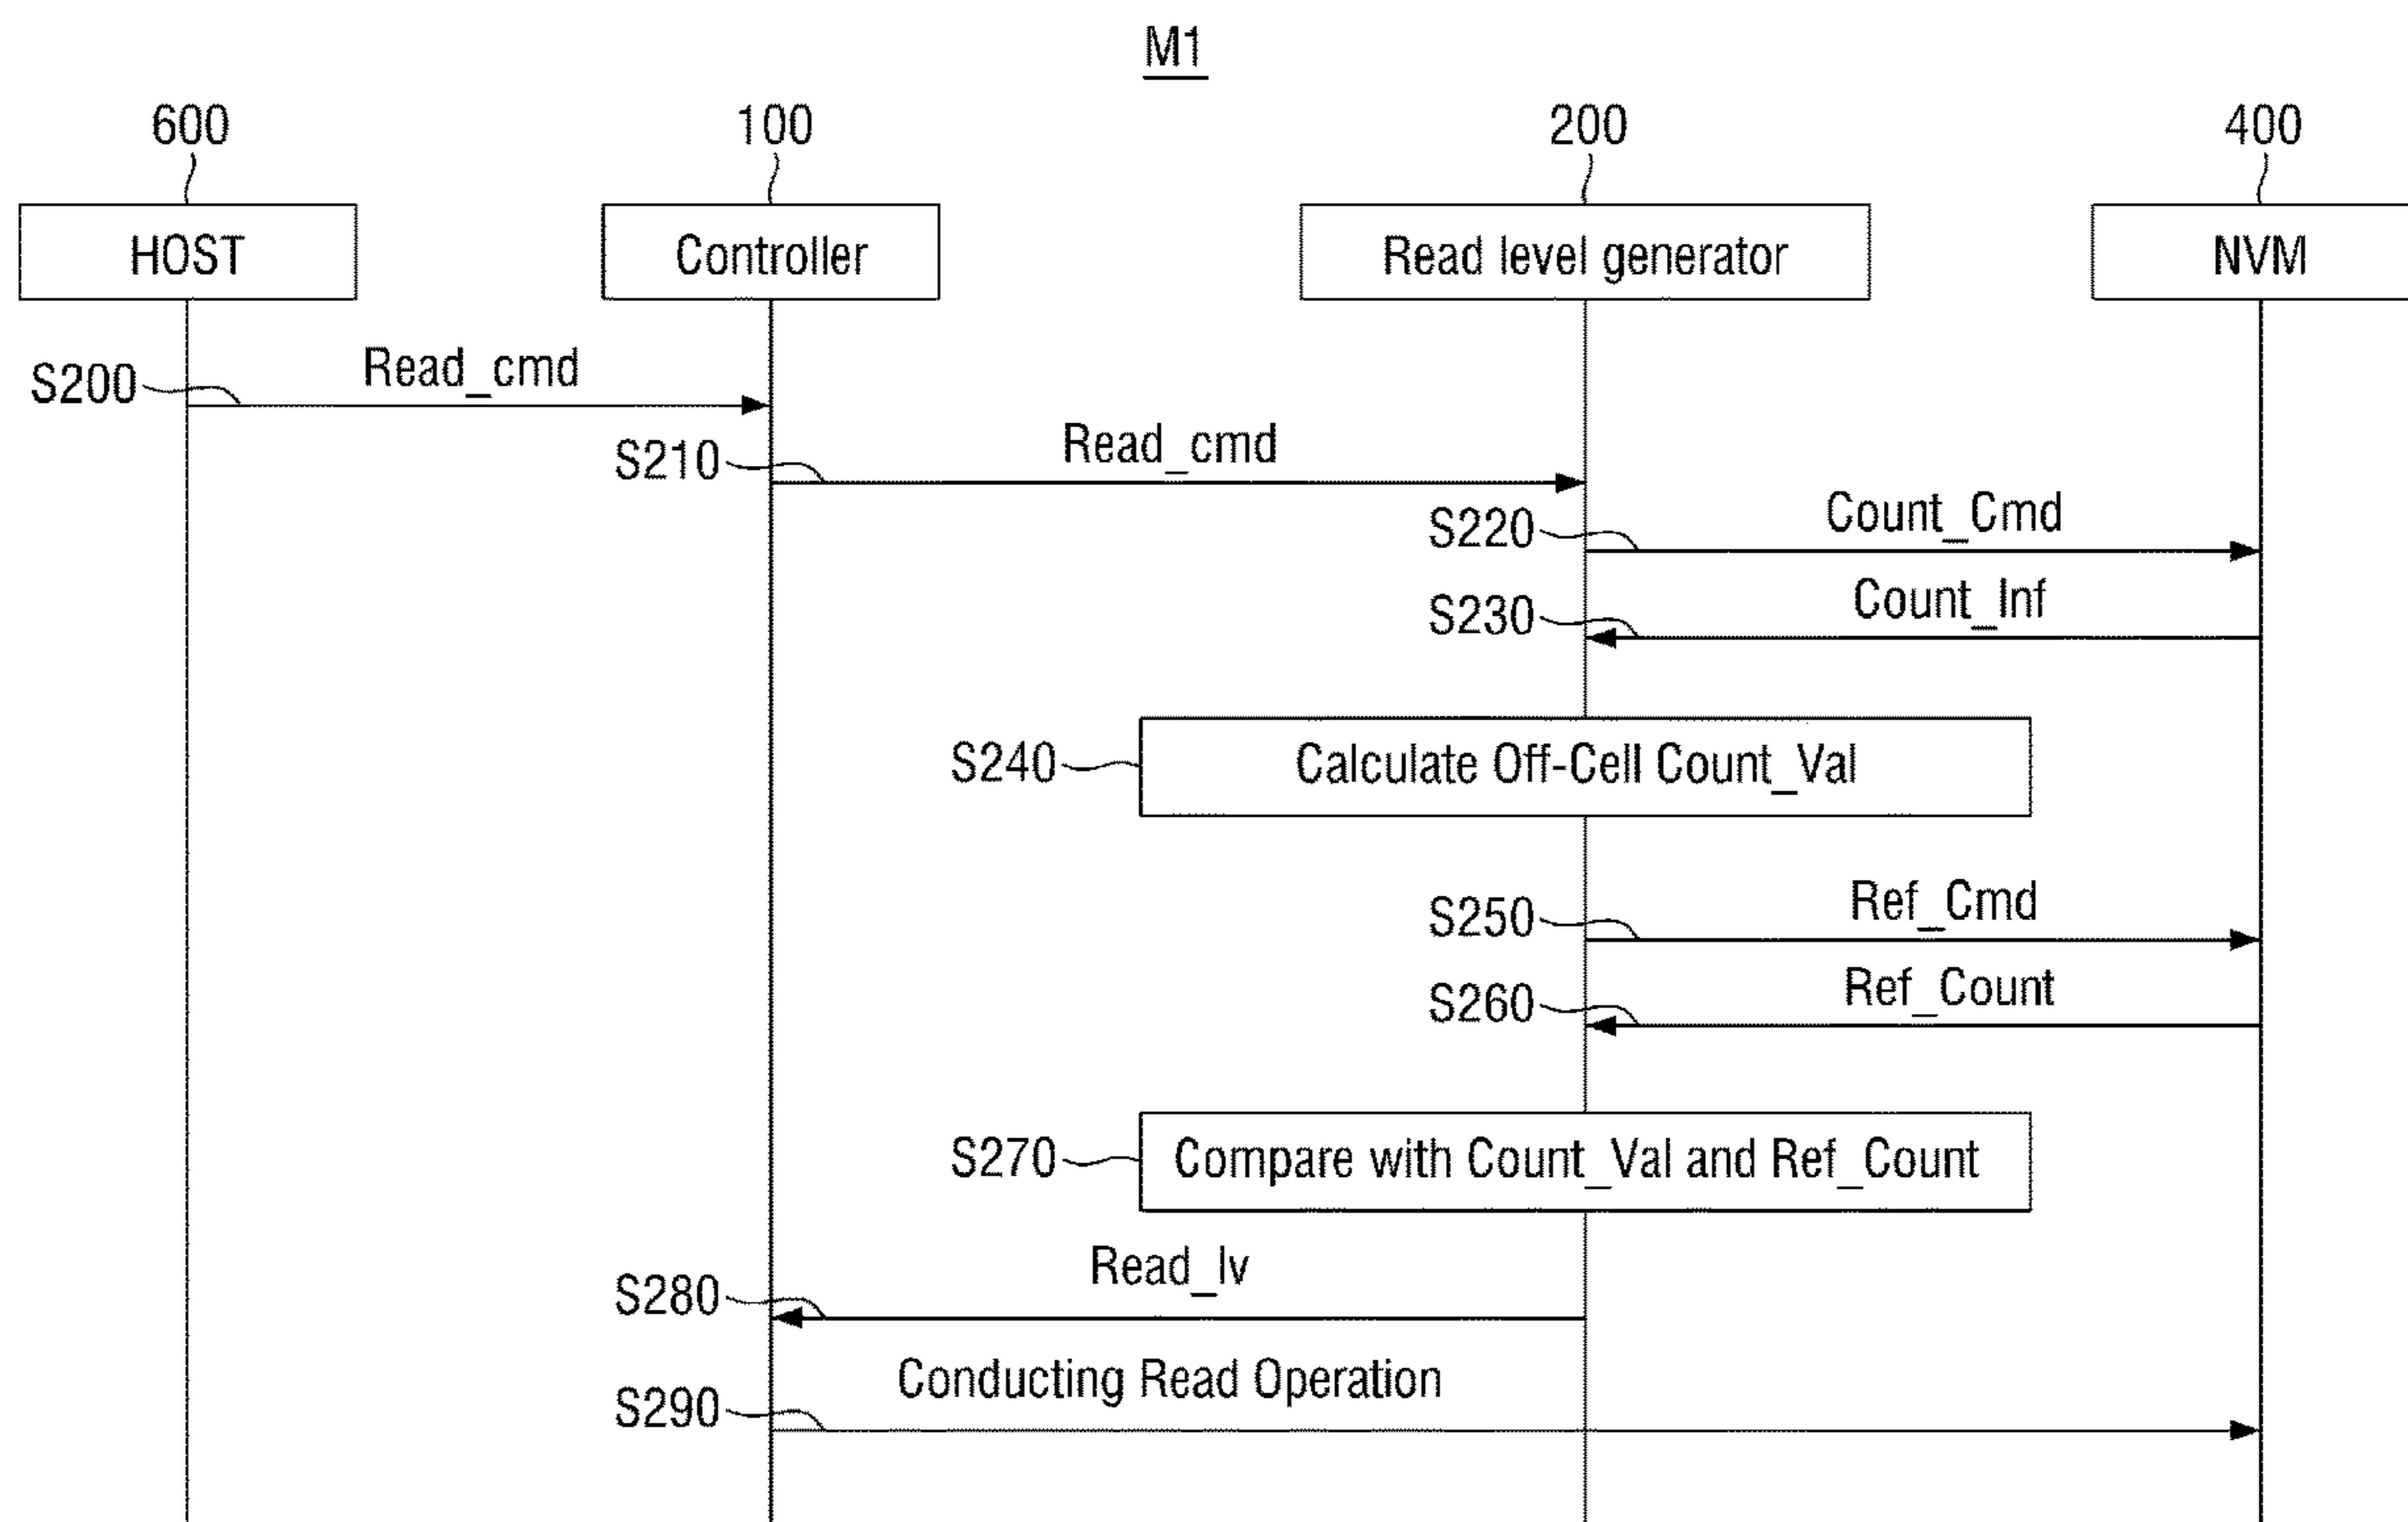 M1
600
100
200
400
HOST
Controller
Read level generator
NVM
S200
Read_cmd
S210
Read_cmd
S220
Count_Cmd
S230
Count_Inf
S240
Calculate Off-Cell Count_Val
S250
Ref_Cmd
S260
Ref_Count
S270
Compare with Count_Val and Ref_Count
S280
Read_lv
S290
Conducting Read Operation